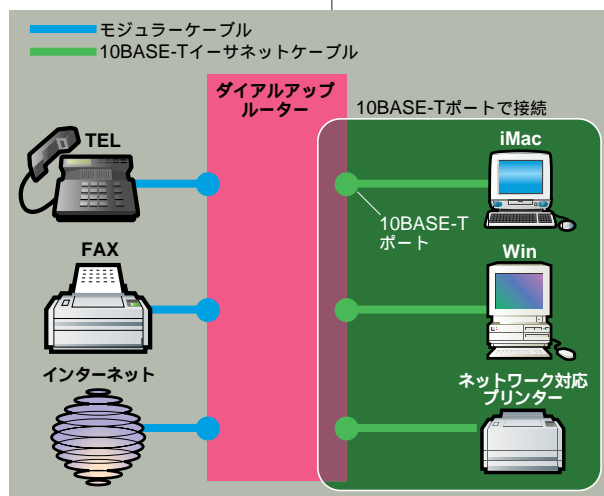 モジュラーケーブル
10BASE-Tイーサネットケーブル
ダイアルアップ
ルーター
10BASE-Tポートで接続
TEL
iMac
10BASE-T
ポート
FAX
Win
インターネット
ネットワーク対応
プリンター